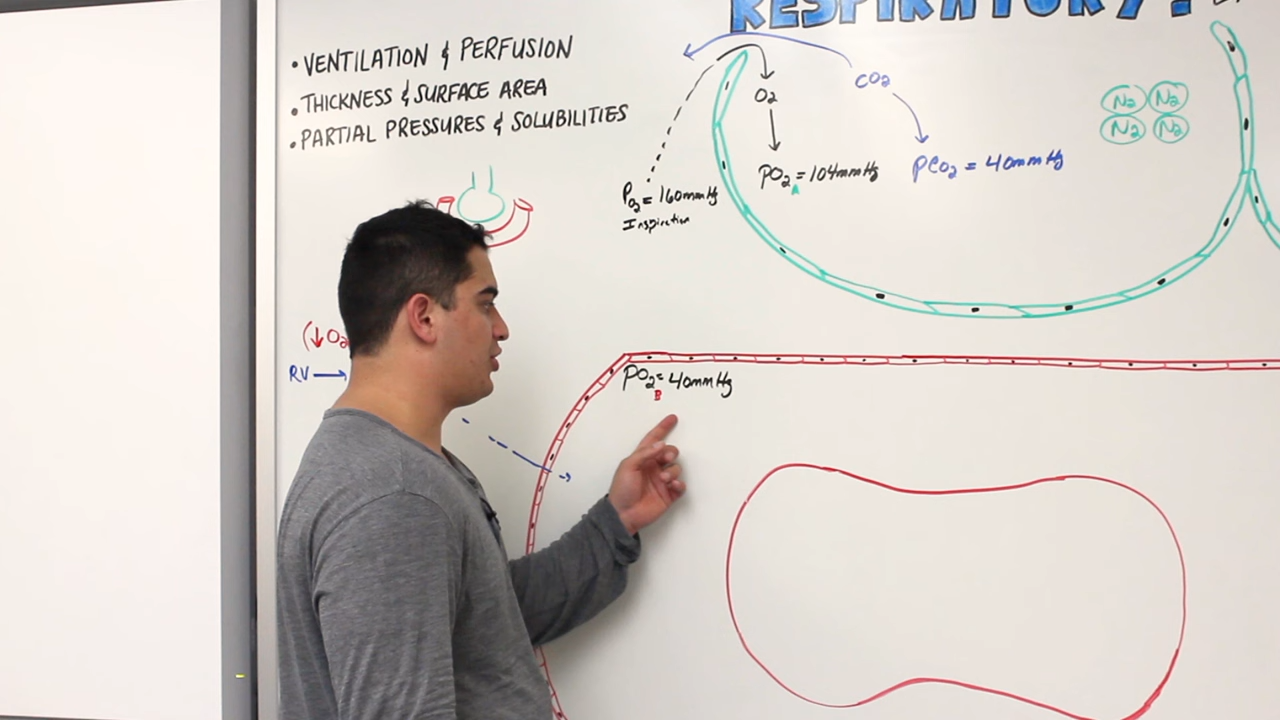 RESPIRATORY:
• VENTILATION & PERFUSION
• THICKNESS & SURFACE AREA
• PARTIAL PRESSURES & SOLUBILITIES
O2
CO2
N2 N2
N2 N2
PO2 = 104mmHg
A
PCO2 = 40mmHg
PO2 = 160mmHg
Inspiration
(↓O2
RV →
PO2 = 40mmHg
B